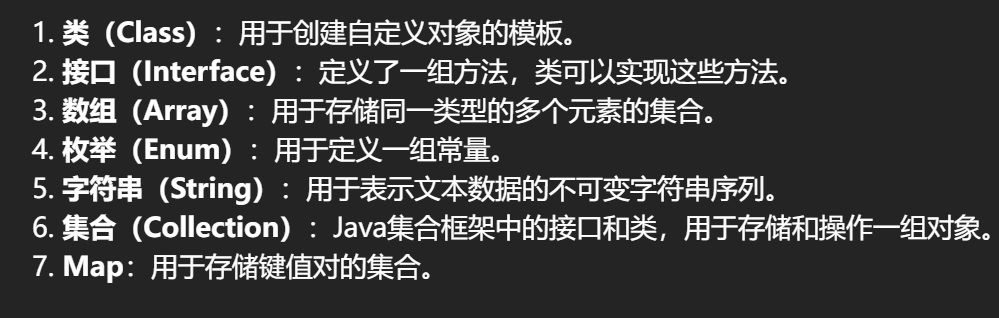 1. 类（Class）：用于创建自定义对象的模板。
2. 接口（Interface）：定义了一组方法，类可以实现这些方法。
3. 数组（Array）：用于存储同一类型的多个元素的集合。
4. 枚举（Enum）：用于定义一组常量。
5. 字符串（String）：用于表示文本数据的不可变字符串序列。
6. 集合（Collection）：Java集合框架中的接口和类，用于存储和操作一组对象。
7. Map：用于存储键值对的集合。